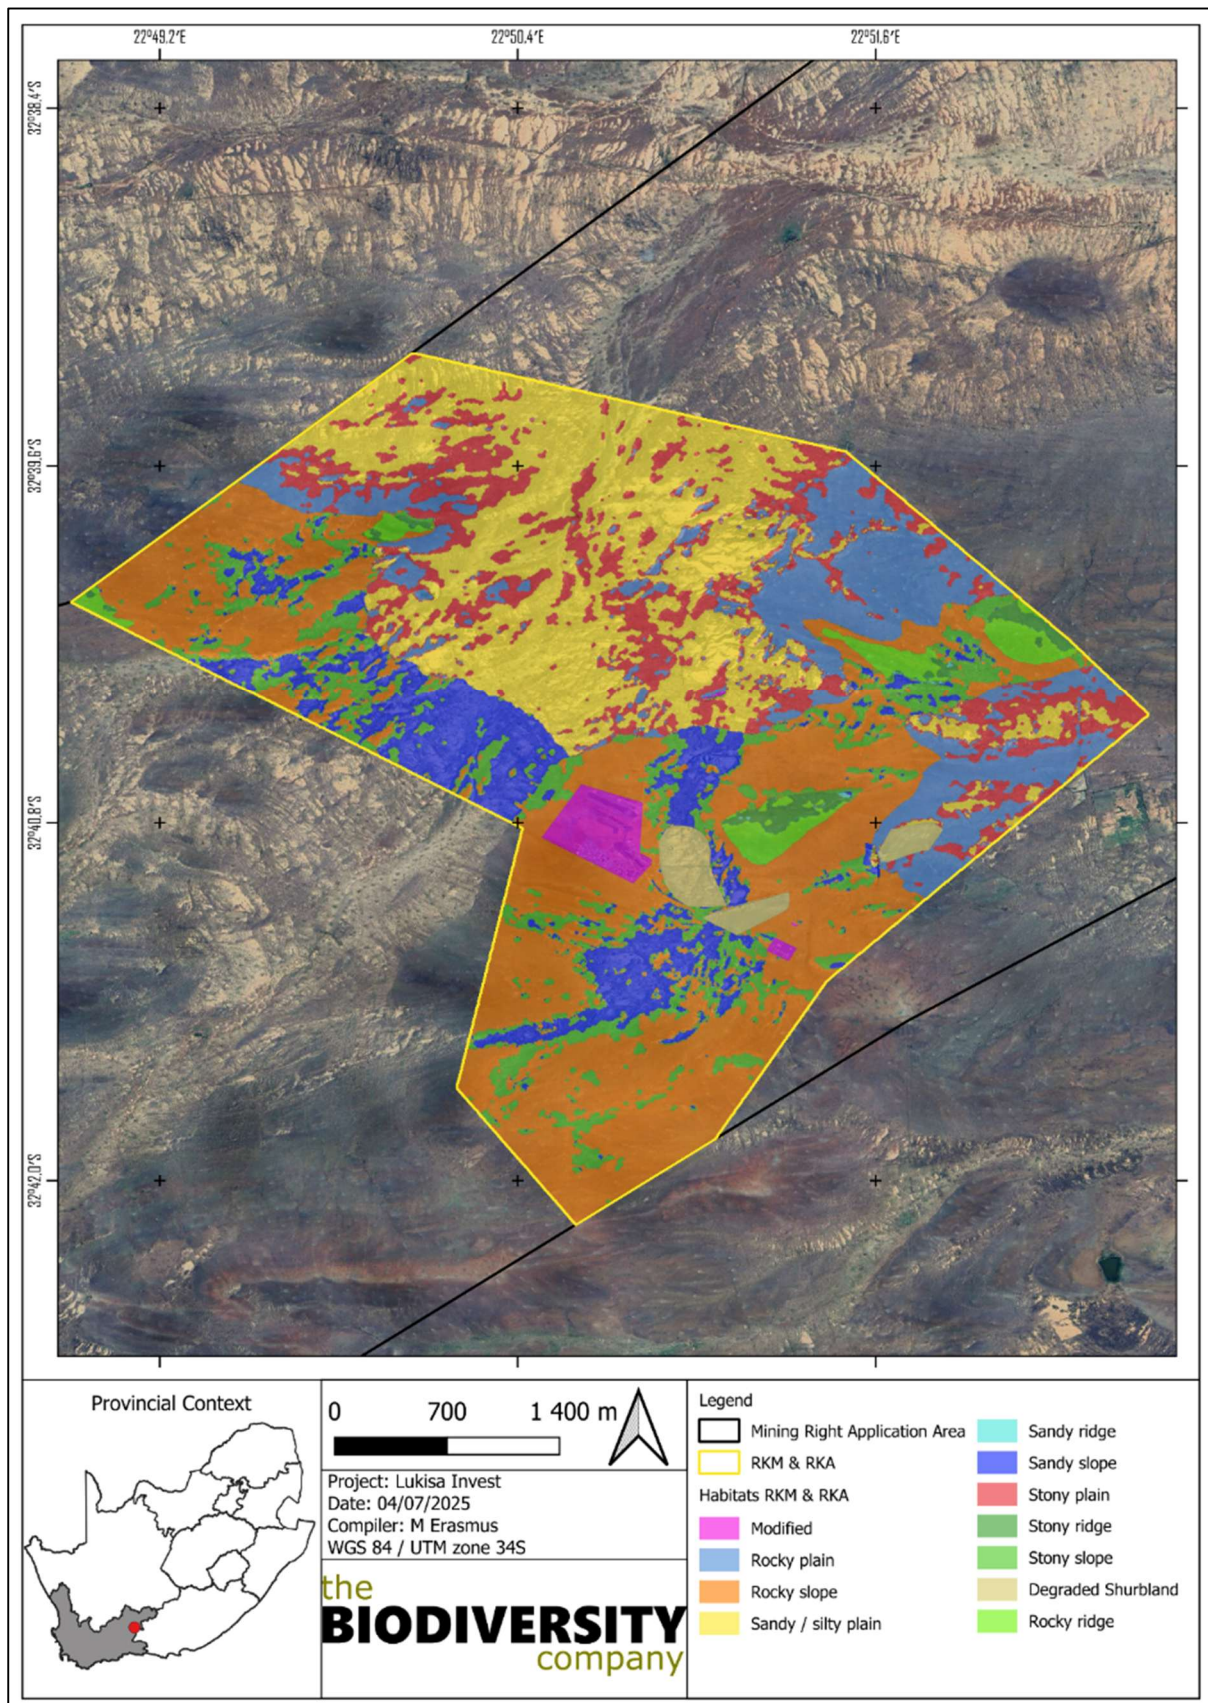 22°49.2′E
22°50.4′E
22°51.6′E
32°38.4′S
32°39.6′S
32°40.8′S
32°42.0′S
Provincial Context
0 700 1 400 m
Project: Lukisa Invest
Date: 04/07/2025
Compiler: M Erasmus
WGS 84 / UTM zone 34S
the
BIODIVERSITY
company
Legend
Mining Right Application Area
RKM & RKA
Habitats RKM & RKA
Modified
Rocky plain
Rocky slope
Sandy / silty plain
Sandy ridge
Sandy slope
Stony plain
Stony ridge
Stony slope
Degraded Shurbland
Rocky ridge